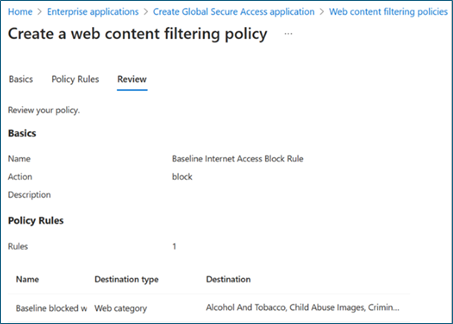 Home > Enterprise applications > Create Global Secure Access application > Web content filtering policies
Create a web content filtering policy ...
Basics Policy Rules Review
Review your policy.
Basics
Name Baseline Internet Access Block Rule
Action block
Description
Policy Rules
Rules 1
Name Destination type Destination
Baseline blocked w Web category Alcohol And Tobacco, Child Abuse Images, Crimin...